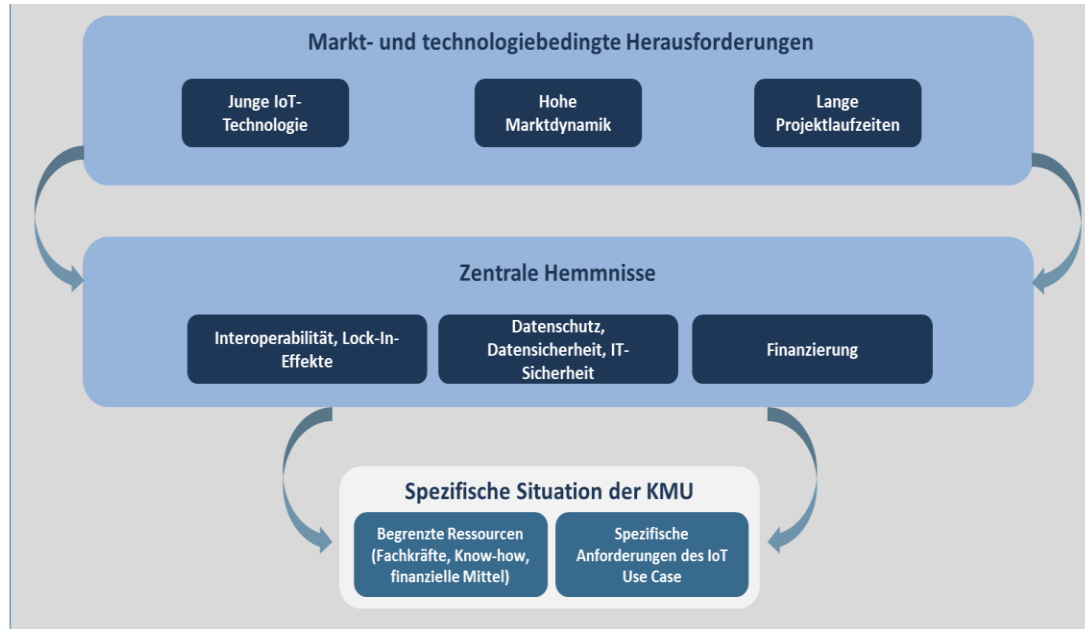 Markt- und technologiebedingte Herausforderungen
Junge IoT-
Technologie
Hohe
Marktdynamik
Lange
Projektlaufzeiten
Zentrale Hemmnisse
Interoperabilität, Lock-In-
Effekte
Datenschutz,
Datensicherheit, IT-
Sicherheit
Finanzierung
Spezifische Situation der KMU
Begrenzte Ressourcen
(Fachkräfte, Know-how,
finanzielle Mittel)
Spezifische
Anforderungen des IoT
Use Case